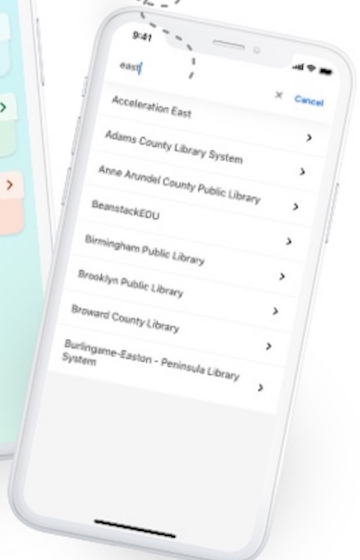 9:41
east
× Cancel
Acceleration East
Adams County Library System
Anne Arundel County Public Library
BeanstackEDU
Birmingham Public Library
Brooklyn Public Library
Broward County Library
Burlingame-Easton - Peninsula Library
System